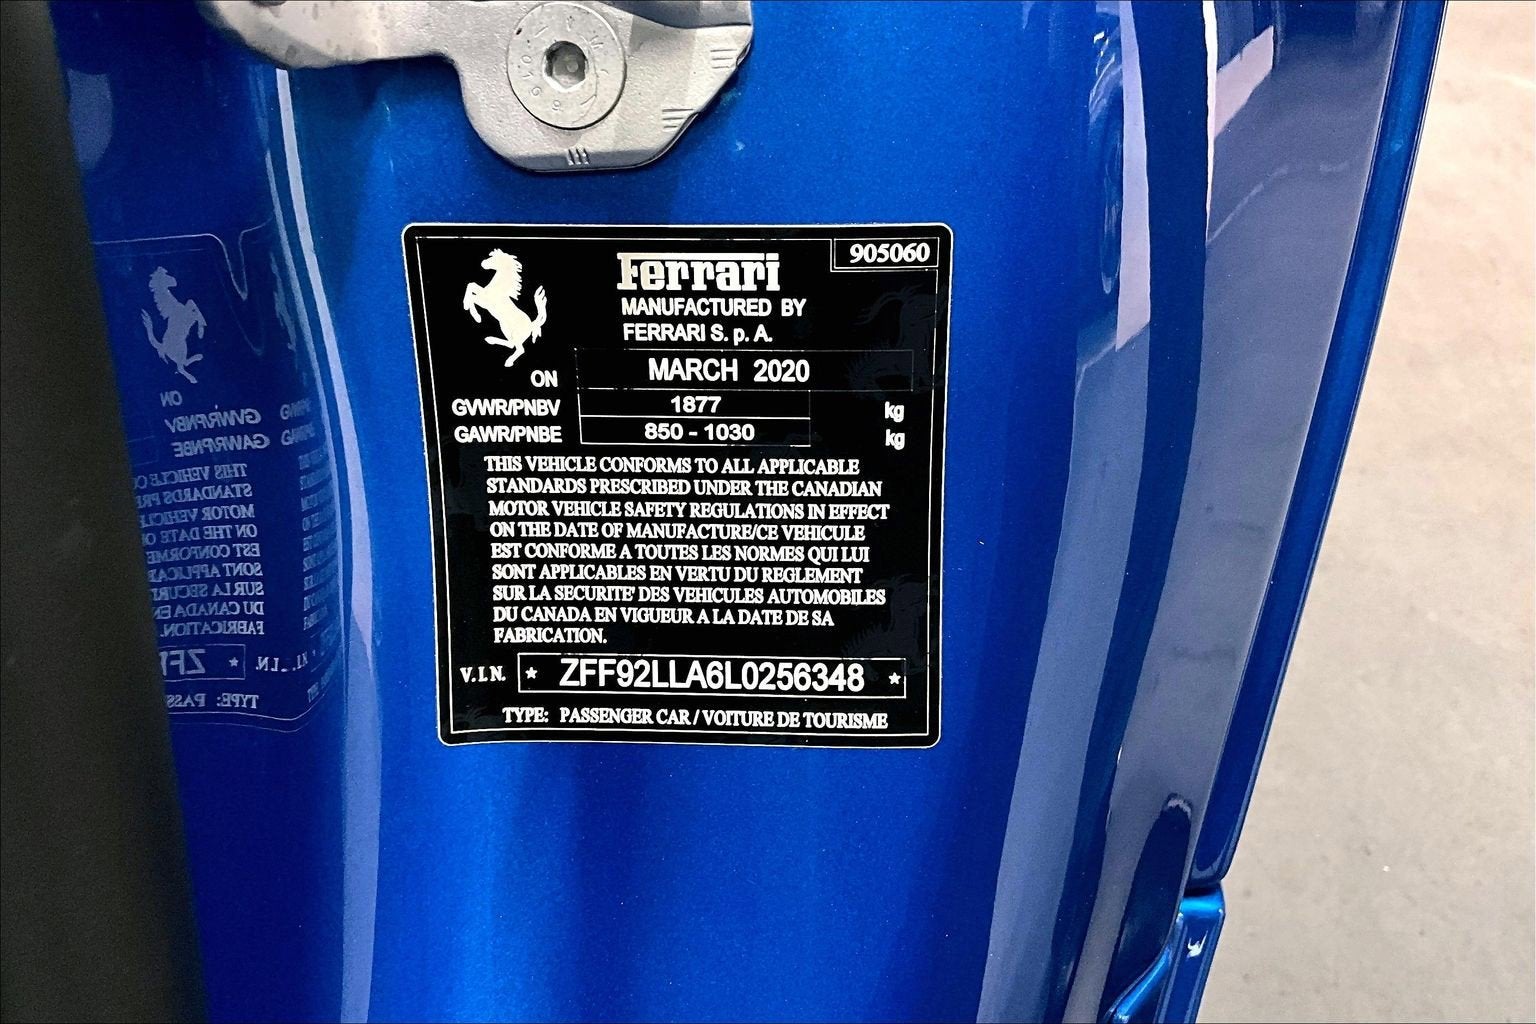 905060
Ferrari
MANUFACTURED BY
FERRARI S. p. A.
ON MARCH 2020
GVWR/PNBV 1877 kg
GAWR/PNBE 850 - 1030 kg
THIS VEHICLE CONFORMS TO ALL APPLICABLE
STANDARDS PRESCRIBED UNDER THE CANADIAN
MOTOR VEHICLE SAFETY REGULATIONS IN EFFECT
ON THE DATE OF MANUFACTURE/CE VEHICULE
EST CONFORME A TOUTES LES NORMES QUI LUI
SONT APPLICABLES EN VERTU DU REGLEMENT
SUR LA SECURITE' DES VEHICULES AUTOMOBILES
DU CANADA EN VIGUEUR A LA DATE DE SA
FABRICATION.
V.I.N. * ZFF92LLA6L0256348 *
TYPE: PASSENGER CAR / VOITURE DE TOURISME